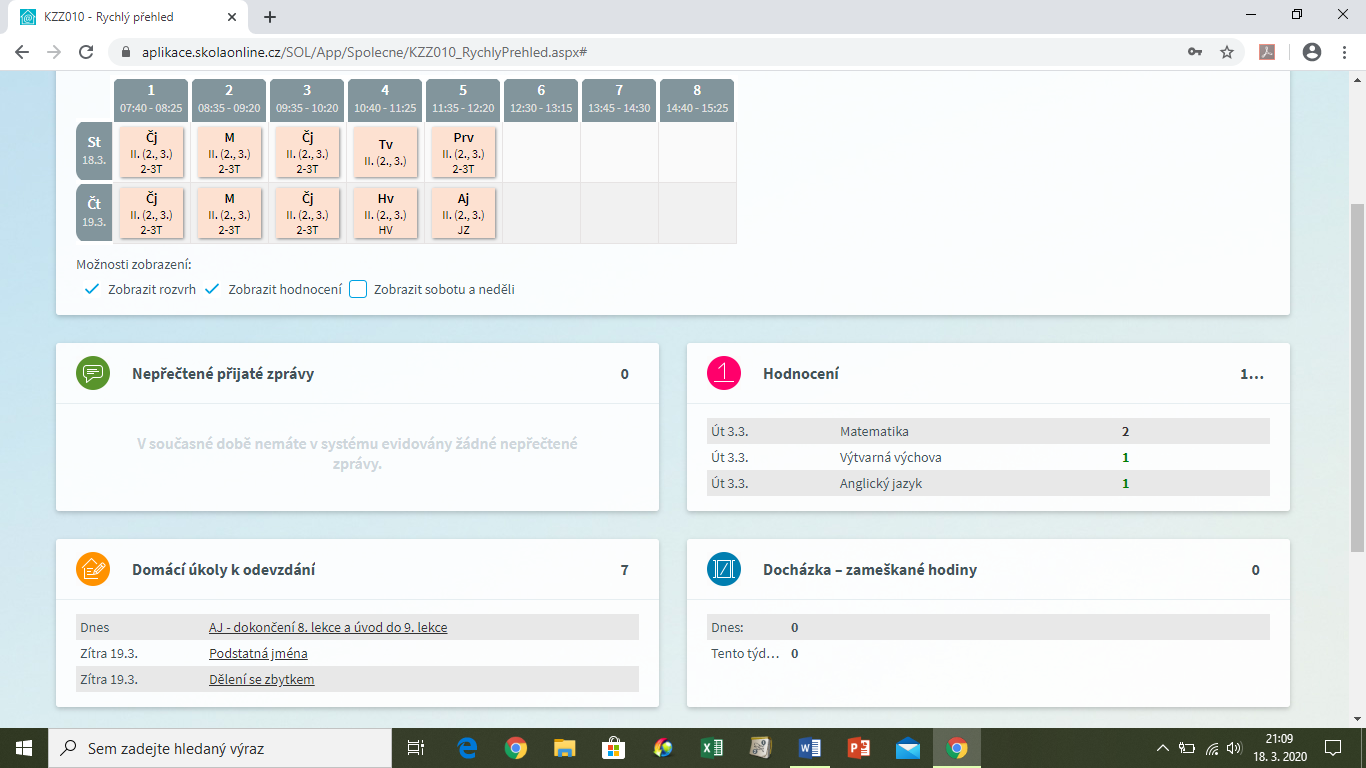 KZZ010 - Rychlý přehled
aplikace.skolaonline.cz/SOL/App/Spolecne/KZZ010_RychlyPrehled.aspx#
1 2 3 4 5 6 7 8
07:40 - 08:25 08:35 - 09:20 09:35 - 10:20 10:40 - 11:25 11:35 - 12:20 12:30 - 13:15 13:45 - 14:30 14:40 - 15:25
St
18.3.
Čj
II. (2., 3.)
2-3T
M
II. (2., 3.)
2-3T
Čj
II. (2., 3.)
2-3T
Tv
II. (2., 3.)
Prv
II. (2., 3.)
2-3T
Čt
19.3.
Čj
II. (2., 3.)
2-3T
M
II. (2., 3.)
2-3T
Čj
II. (2., 3.)
2-3T
Hv
II. (2., 3.)
HV
Aj
II. (2., 3.)
JZ
Možnosti zobrazení:
Zobrazit rozvrh Zobrazit hodnocení Zobrazit sobotu a neděli
Nepřečtené přijaté zprávy 0
V současné době nemáte v systému evidovány žádné nepřečtené
zprávy.
1 Hodnocení 1…
Út 3.3. Matematika 2
Út 3.3. Výtvarná výchova 1
Út 3.3. Anglický jazyk 1
Domácí úkoly k odevzdání 7
Dnes AJ - dokončení 8. lekce a úvod do 9. lekce
Zítra 19.3. Podstatná jména
Zítra 19.3. Dělení se zbytkem
Docházka – zameškané hodiny 0
Dnes: 0
Tento týd… 0
Sem zadejte hledaný výraz
21:09
18. 3. 2020